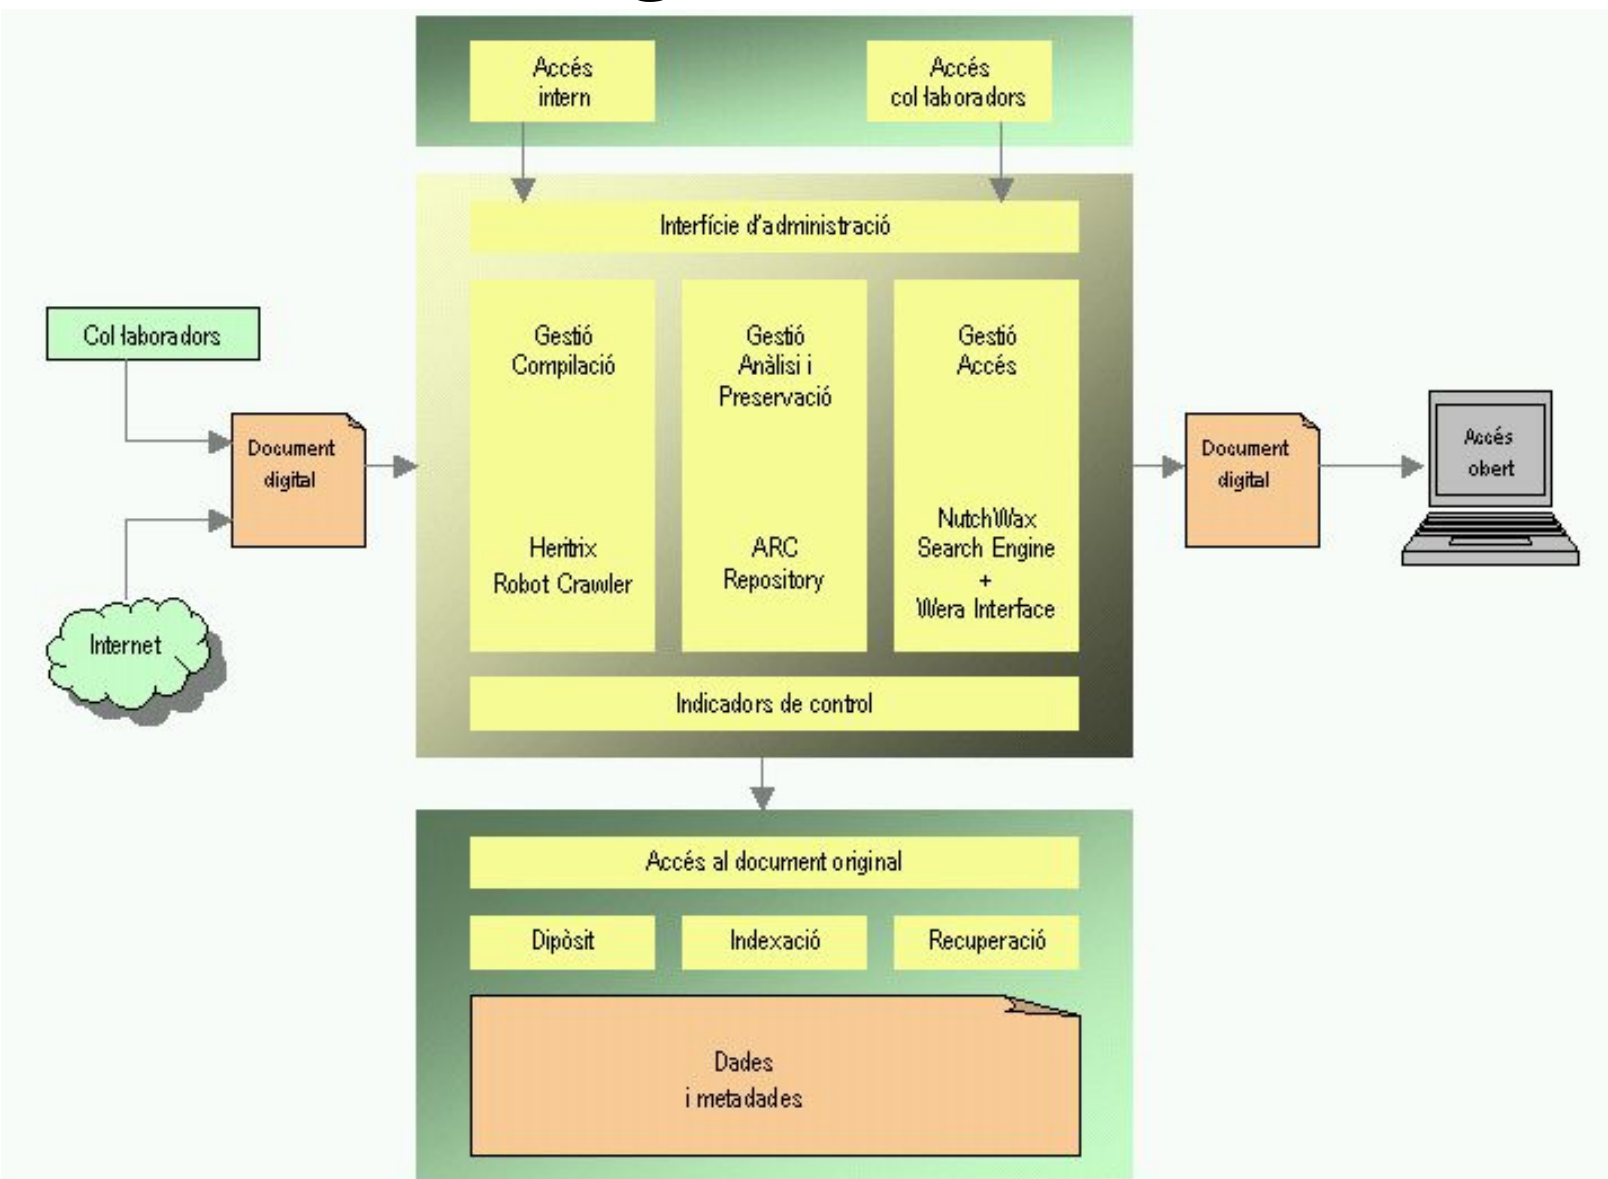 Accés
intern
Accés
col·laboradors
Interfície d'administració
Col·laboradors
Document
digital
Internet
Gestió
Compilació
Heritrix
Robot Crawler
Gestió
Anàlisi i
Preservació
ARC
Repository
Gestió
Accés
NutchWax
Search Engine
+
Wera Interface
Indicadors de control
Document
digital
Accés
obert
Accés al document original
Dipòsit
Indexació
Recuperació
Dades
i metadades